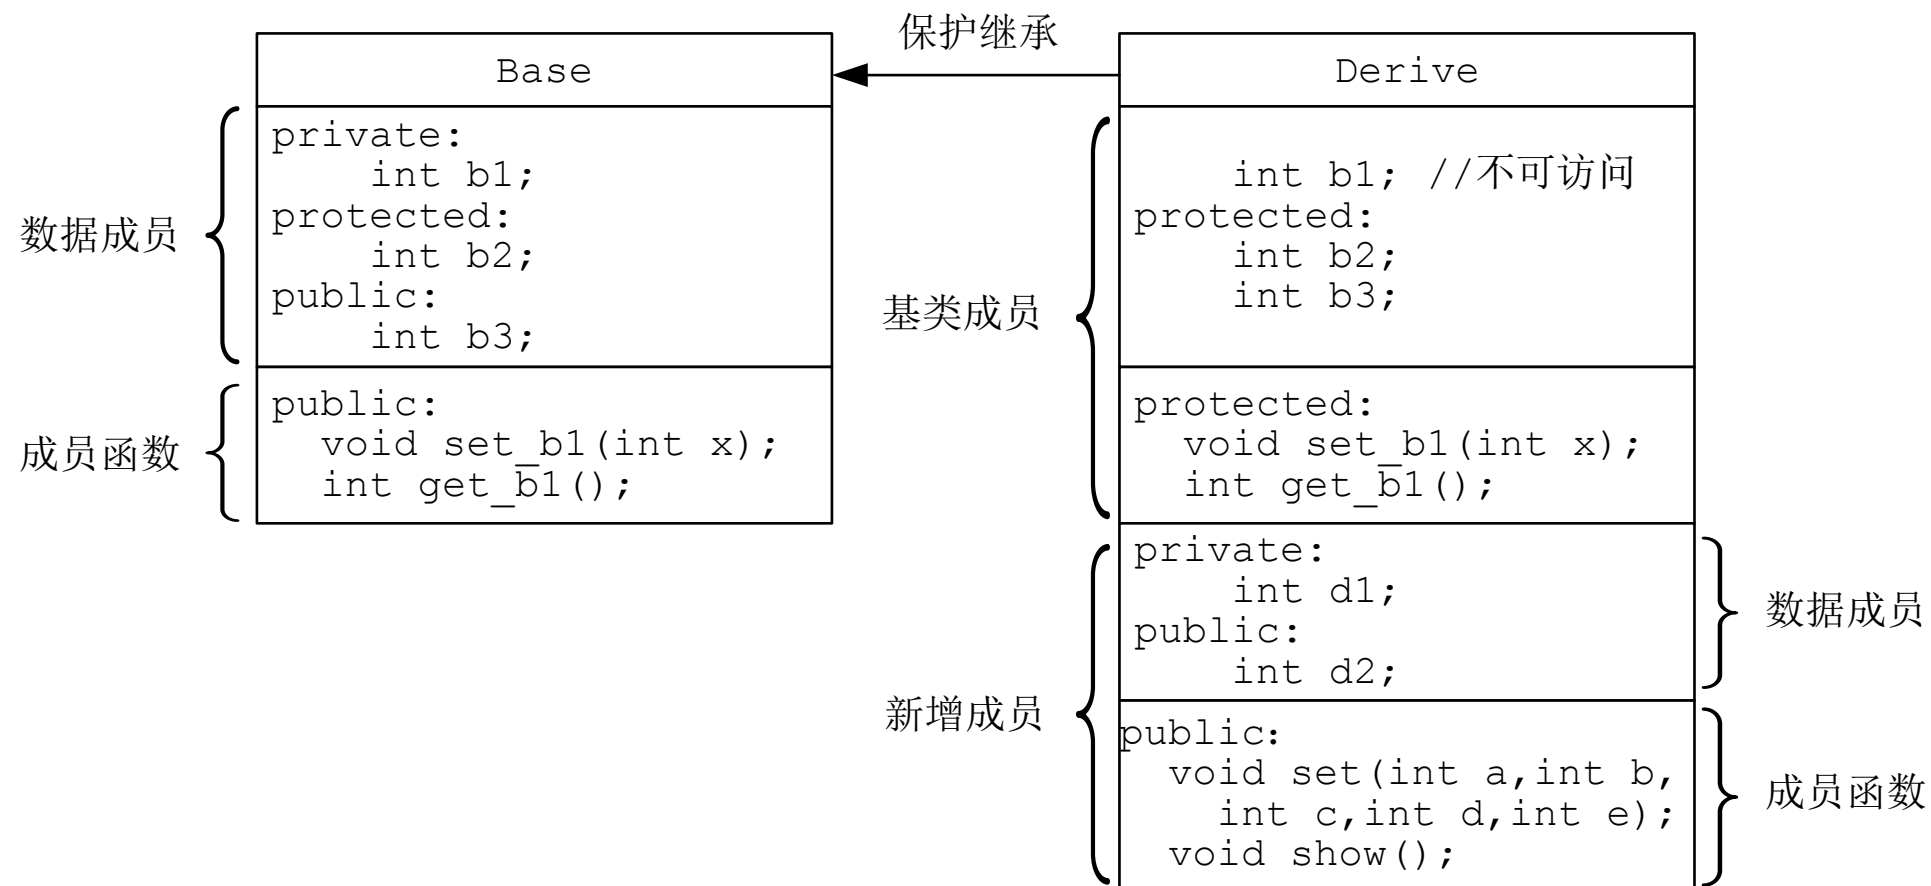 保护继承
Base
数据成员
private:
int b1;
protected:
int b2;
public:
int b3;
成员函数
public:
void set_b1(int x);
int get_b1();
Derive
基类成员
int b1; //不可访问
protected:
int b2;
int b3;
protected:
void set_b1(int x);
int get_b1();
新增成员
private:
int d1;
public:
int d2;
数据成员
public:
void set(int a,int b,
int c,int d,int e);
void show();
成员函数